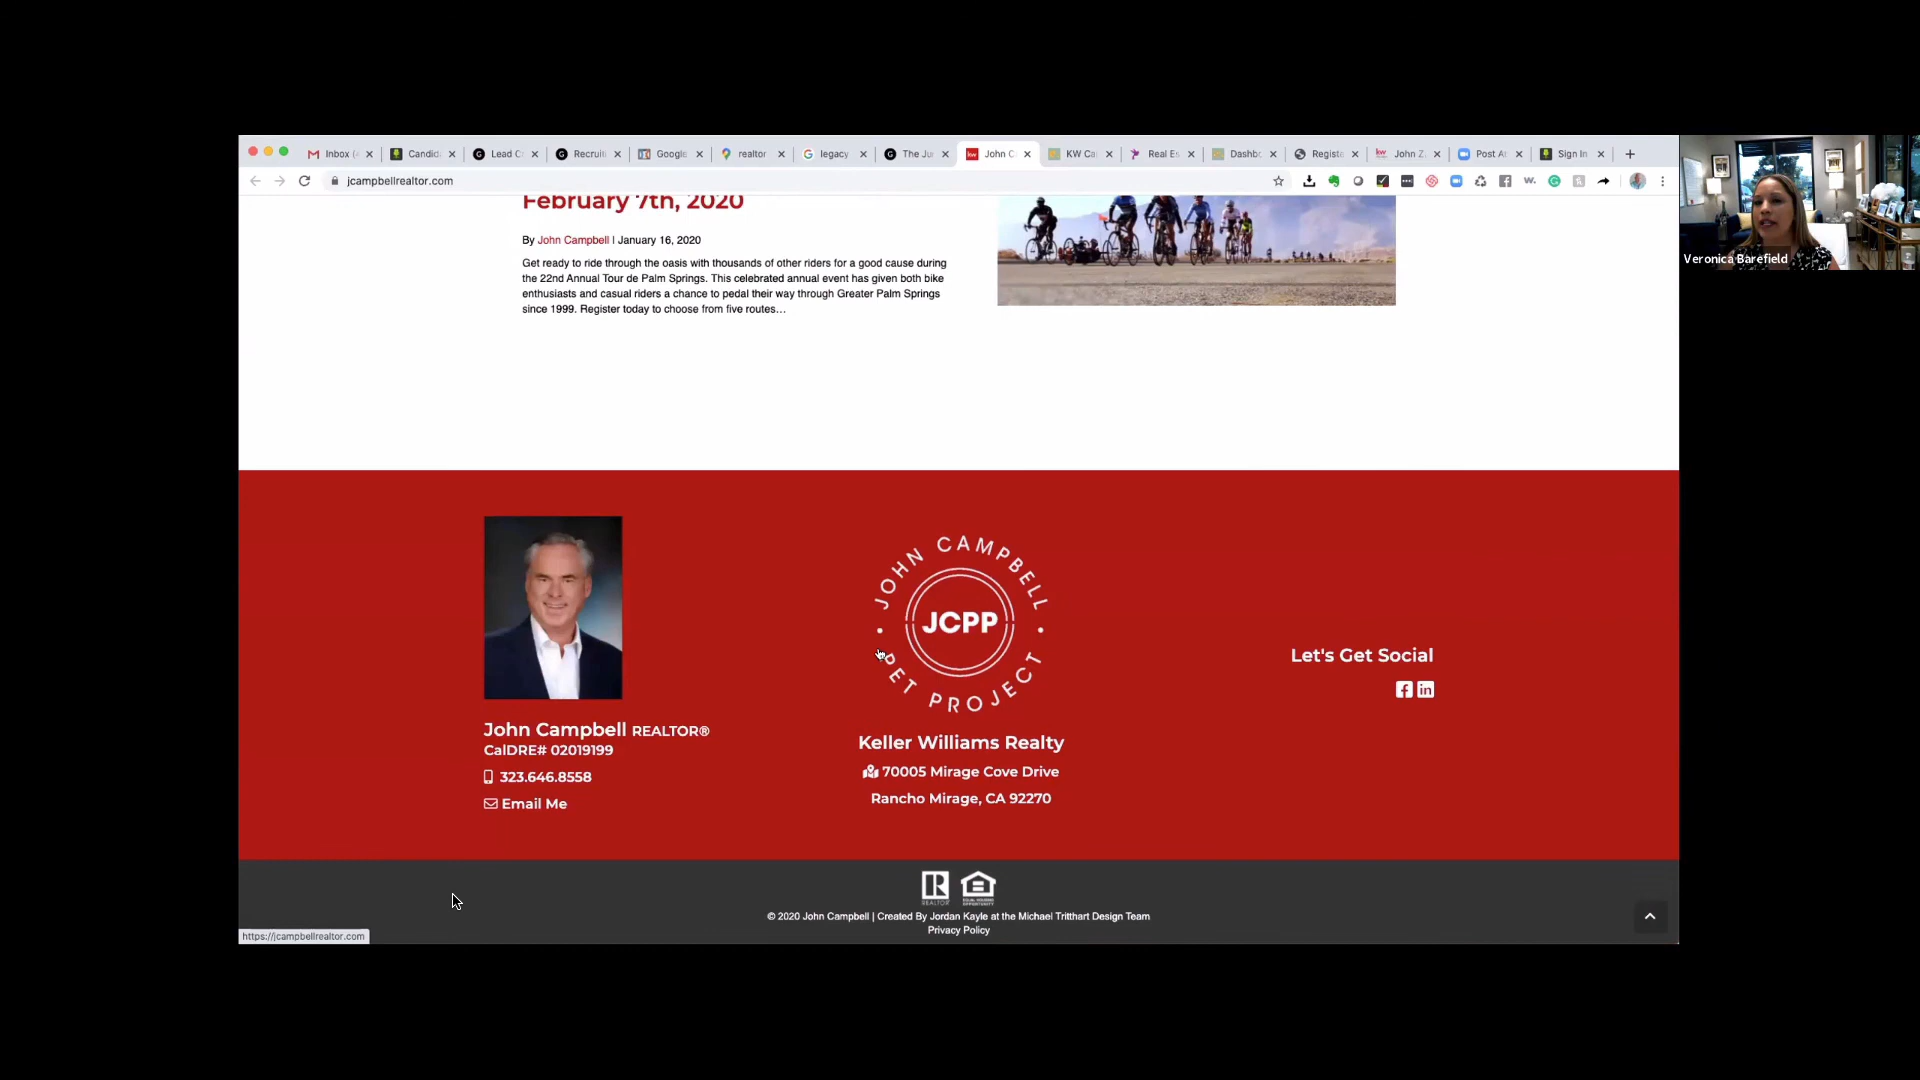 Inbox (
Candid
Lead C
Recruit
Google
realtor
legacy
The Ju
John C
KW Ca
Real Es
Dashbo
Registe
John Z
Post A
Sign In
jcampbellrealtor.com
February 7th, 2020
By John Campbell | January 16, 2020
Get ready to ride through the oasis with thousands of other riders for a good cause during
the 22nd Annual Tour de Palm Springs. This celebrated annual event has given both bike
enthusiasts and casual riders a chance to pedal their way through Greater Palm Springs
since 1999. Register today to choose from five routes…
Veronica Barefield
JOHN CAMPBELL
JCPP
PET PROJECT
John Campbell REALTOR®
CalDRE# 02019199
323.646.8558
Email Me
Keller Williams Realty
70005 Mirage Cove Drive
Rancho Mirage, CA 92270
Let's Get Social
REALTOR
EQUAL HOUSING
OPPORTUNITY
© 2020 John Campbell | Created By Jordan Kayle at the Michael Tritthart Design Team
Privacy Policy
https://jcampbellrealtor.com